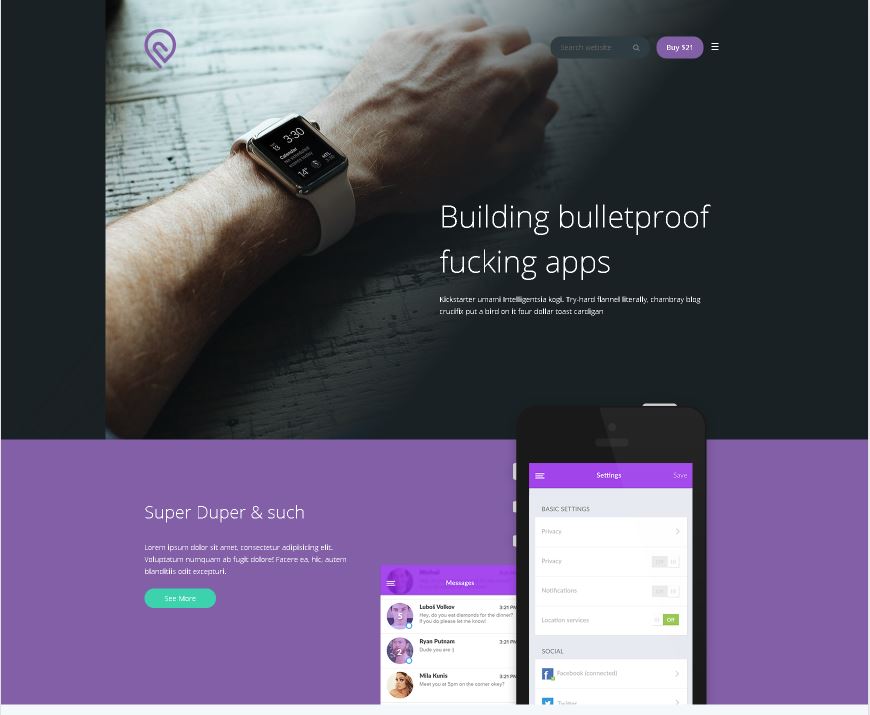 Search website
Buy $21
3:30
Building bulletproof
fucking apps
Kickstarter umami Intelligentsia kogi. Try-hard flannel literally, chambray blog
crucifix put a bird on it four dollar toast cardigan
Super Duper & such
Lorem ipsum dolor sit amet, consectetur adipisicing elit.
Voluptatum numquam ab fugit dolore! Facere ea, hic, autem
blanditiis odit excepturi.
See More
Messages
Luboš Volkov
3:21 PM
Hey, do you eat diamonds for the dinner?
If you do please let me know!
5
Ryan Putnam
3:21 PM
Dude you are :)
2
Mila Kunis
3:21 PM
Meet you at 5pm on the corner okey?
Settings
Save
BASIC SETTINGS
Privacy
Privacy
Notifications
Location services
Off
SOCIAL
Facebook (connected)
Twitter